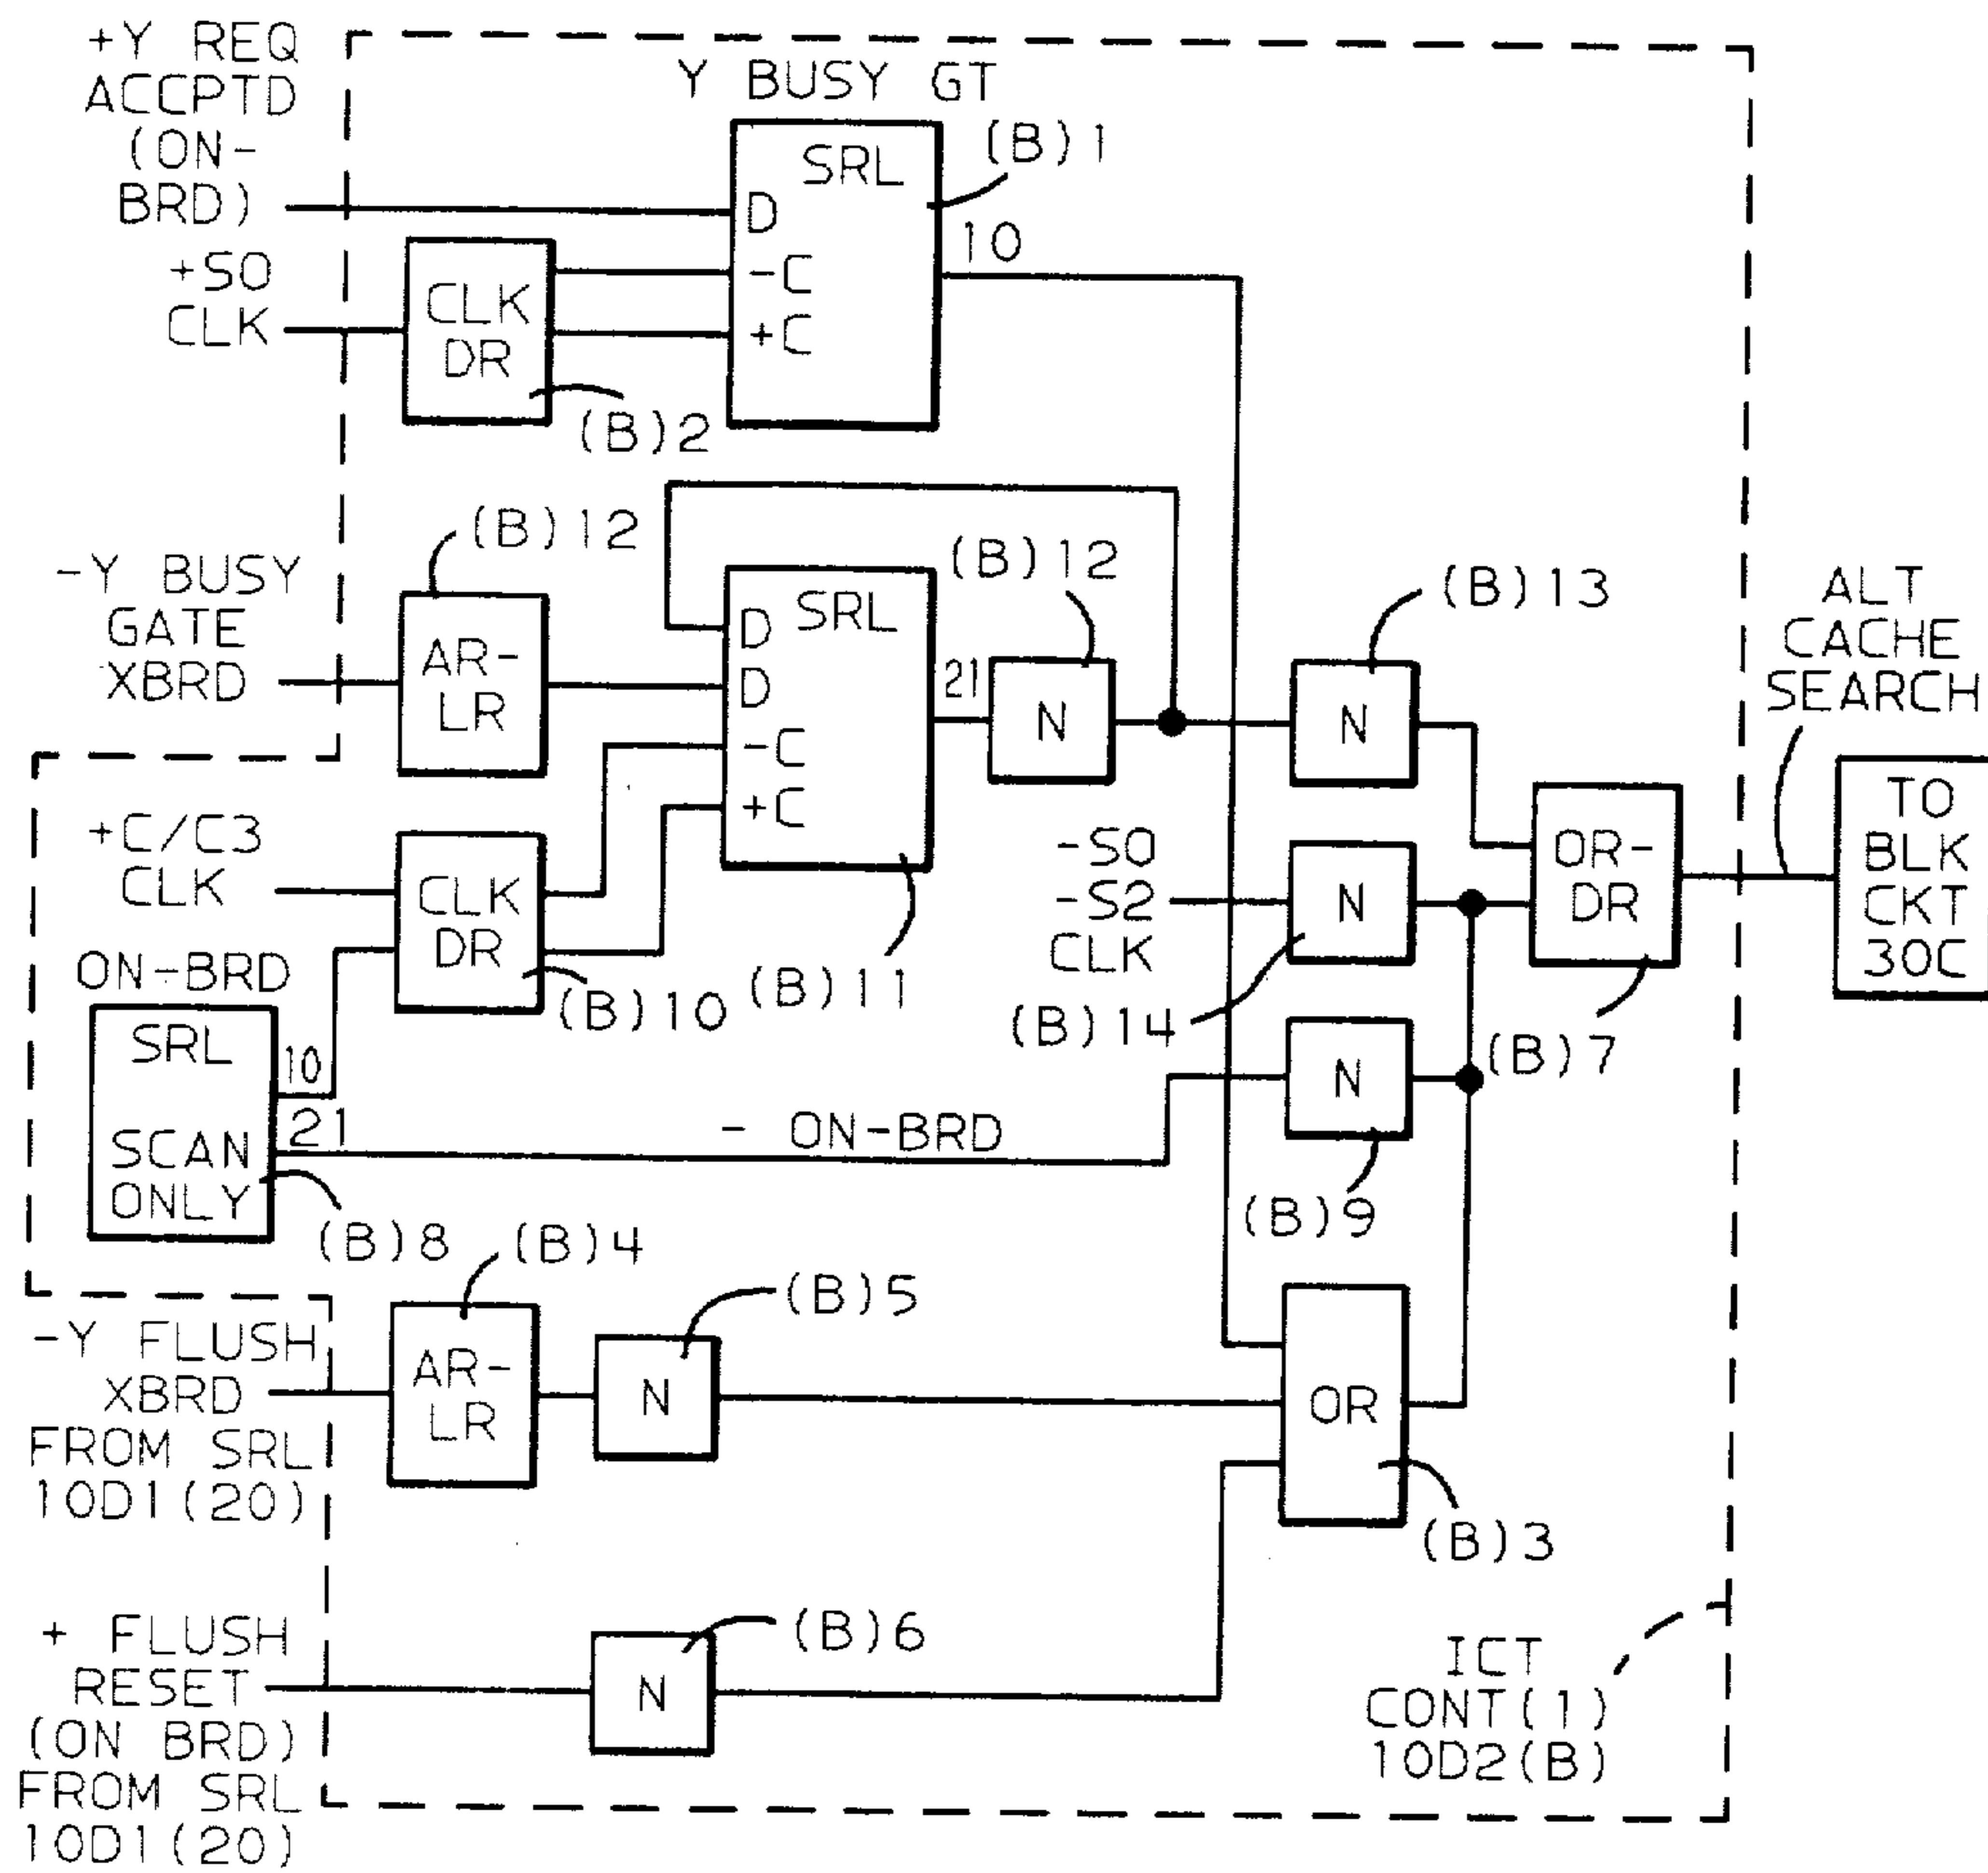 +Y REQ
ACCPTD
(ON-
BRD)
+S0
CLK
Y BUSY GT
SRL
D
-C
+C
(B)1
10
CLK
DR
(B)2
-Y BUSY
GATE
XBRD
(B)12
AR-
LR
SRL
D
D
-C
+C
21
(B)12
N
(B)13
N
ALT
CACHE
SEARCH
+C/C3
CLK
CLK
DR
(B)10
(B)11
-S0
-S2
CLK
N
(B)14
OR-
DR
(B)7
TO
BLK
CKT
30C
ON-BRD
SRL
SCAN
ONLY
10
21
(B)8
- ON-BRD
N
(B)9
-Y FLUSH
XBRD
FROM SRL
10D1(20)
(B)4
AR-
LR
(B)5
N
OR
(B)3
+ FLUSH
RESET
(ON BRD)
FROM SRL
10D1(20)
N
(B)6
ICT
CONT(1)
10D2(B)